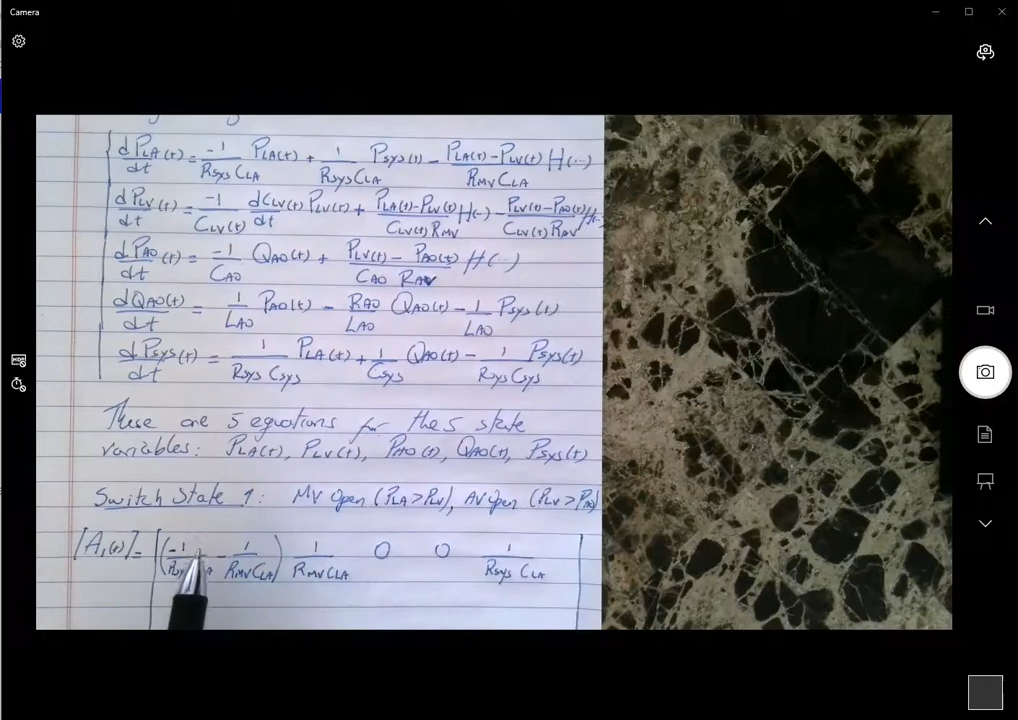 Camera
dPLA(t)/dt = -1/(RSYS CLA) PLA(t) + 1/(RSYS CLA) PSYS(t) - (PLA(t) - PLV(t))/(RMV CLA) H(...)
dPLV(t)/dt = -1/CLV(t) dCLV(t)/dt PLV(t) + (PLA(t) - PLV(t))/(CLV(t) RMV) H(..) - (PLV(t) - PAO(t))/(CLV(t) RAV) H(..
dPAO(t)/dt = -1/CAO QAO(t) + (PLV(t) - PAO(t))/(CAO RAV) H(...)
dQAO(t)/dt = 1/LAO PAO(t) - RAO/LAO QAO(t) - 1/LAO PSYS(t)
dPSYS(t)/dt = 1/(RSYS CSYS) PLA(t) + 1/CSYS QAO(t) - 1/(RSYS CSYS) PSYS(t)
These are 5 equations for the 5 state
variables: PLA(t), PLV(t), PAO(t), QAO(t), PSYS(t)
Switch State 1: MV Open (PLA > PLV), AV Open (PLV > PAO)
[A1(t)] = [(-1/ - 1/(RMV CLA)) 1/(RMV CLA) 0 0 1/(RSYS CLA)]